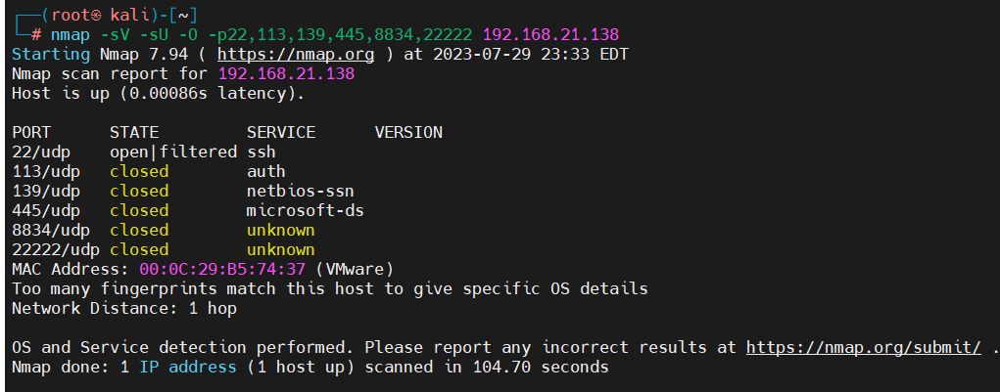 ┌──(root㉿ kali)-[~]
└─# nmap -sV -sU -O -p22,113,139,445,8834,22222 192.168.21.138
Starting Nmap 7.94 ( https://nmap.org ) at 2023-07-29 23:33 EDT
Nmap scan report for 192.168.21.138
Host is up (0.00086s latency).

PORT      STATE         SERVICE      VERSION
22/udp    open|filtered ssh
113/udp   closed        auth
139/udp   closed        netbios-ssn
445/udp   closed        microsoft-ds
8834/udp  closed        unknown
22222/udp closed        unknown
MAC Address: 00:0C:29:B5:74:37 (VMware)
Too many fingerprints match this host to give specific OS details
Network Distance: 1 hop

OS and Service detection performed. Please report any incorrect results at https://nmap.org/submit/ .
Nmap done: 1 IP address (1 host up) scanned in 104.70 seconds